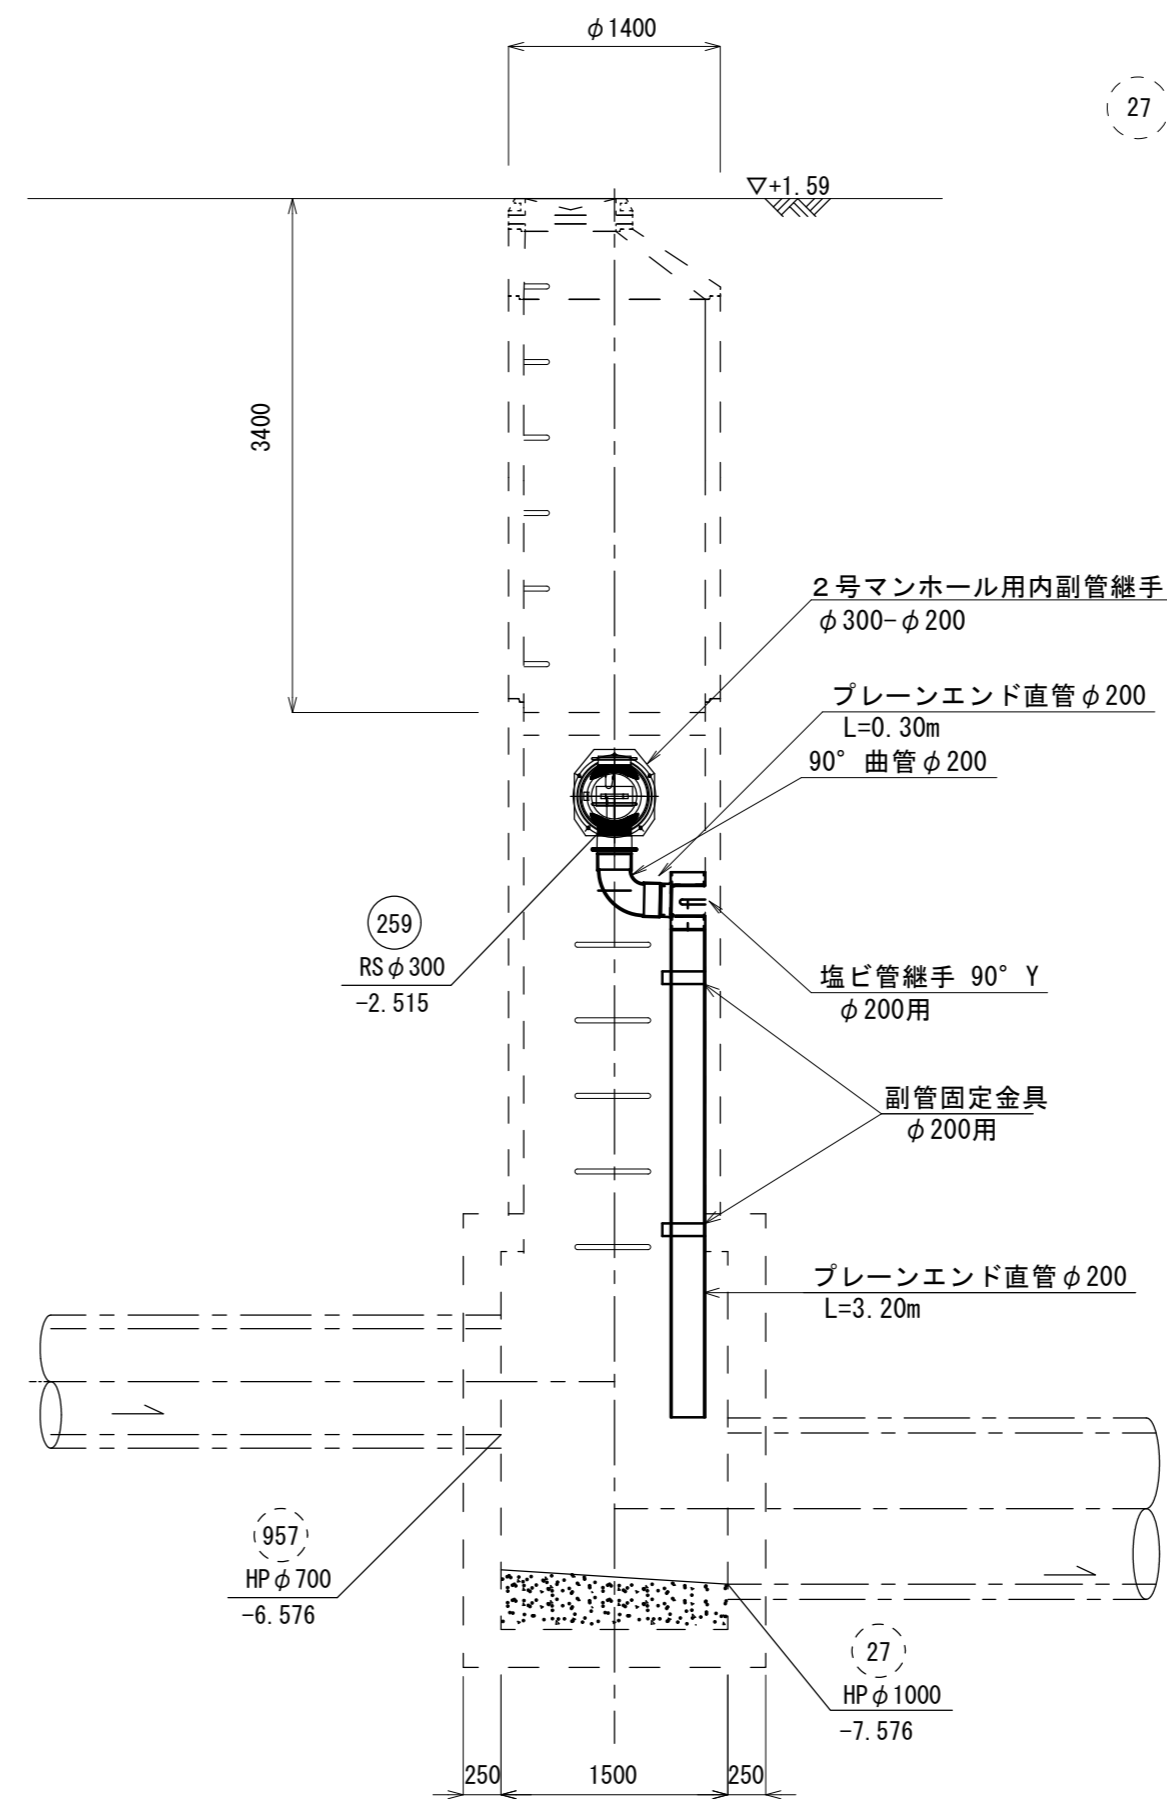 φ1400
27
▽+1.59
3400
２号マンホール用内副管継手
φ300-φ200
プレーンエンド直管φ200
L=0.30m
90° 曲管φ200
259
RSφ300
-2.515
塩ビ管継手 90° Y
φ200用
副管固定金具
φ200用
プレーンエンド直管φ200
L=3.20m
957
HPφ700
-6.576
27
HPφ1000
-7.576
250
1500
250